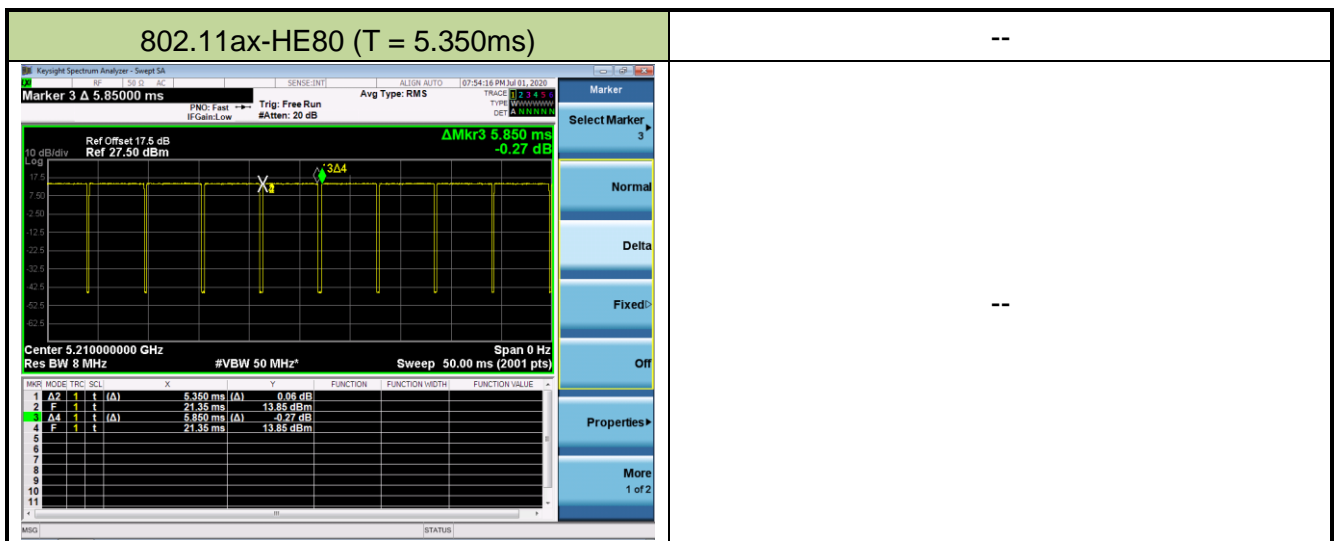 802.11ax-HE80 (T = 5.350ms)
--
Keysight Spectrum Analyzer - Swept SA
RF 50 Ω AC SENSE:INT ALIGN AUTO 07:54:16 PM Jul 01, 2020
Marker 3 Δ 5.85000 ms
PNO: Fast
IFGain:Low
Trig: Free Run
#Atten: 20 dB
Avg Type: RMS
TRACE 1 2 3 4 5 6
TYPE WWWWWW
DET A N N N N N
ΔMkr3 5.850 ms
-0.27 dB
Ref Offset 17.5 dB
10 dB/div Ref 27.50 dBm
Log
17.5
7.50
-2.50
-12.5
-22.5
-32.5
-42.5
-52.5
-62.5
3Δ4
Center 5.210000000 GHz Span 0 Hz
Res BW 8 MHz #VBW 50 MHz* Sweep 50.00 ms (2001 pts)
MKR MODE TRC SCL X Y FUNCTION FUNCTION WIDTH FUNCTION VALUE
1 Δ2 1 t (Δ) 5.350 ms (Δ) 0.06 dB
2 F 1 t 21.35 ms 13.85 dBm
3 Δ4 1 t (Δ) 5.850 ms (Δ) -0.27 dB
4 F 1 t 21.35 ms 13.85 dBm
5
6
7
8
9
10
11
MSG STATUS
Marker
Select Marker
3
Normal
Delta
Fixed
Off
Properties
More
1 of 2
--